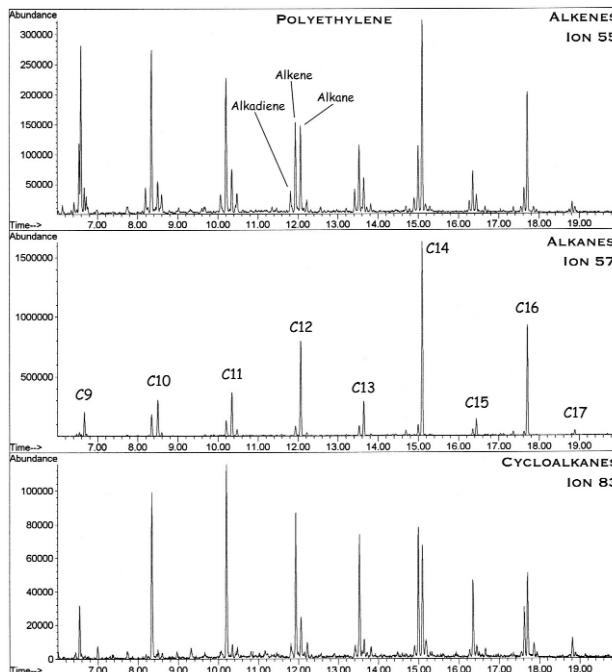 Abundance
POLYETHYLENE
ALKENES
ION 55
300000
250000
200000
150000
100000
50000
0
Alkene
Alkadiene
Alkane
Time-->
7.00 8.00 9.00 10.00 11.00 12.00 13.00 14.00 15.00 16.00 17.00 18.00 19.00
Abundance
ALKANES
ION 57
1500000
1000000
500000
C9
C10
C11
C12
C13
C14
C15
C16
C17
Time-->
7.00 8.00 9.00 10.00 11.00 12.00 13.00 14.00 15.00 16.00 17.00 18.00 19.00
Abundance
CYCLOALKANES
ION 83
100000
80000
60000
40000
20000
0
Time-->
7.00 8.00 9.00 10.00 11.00 12.00 13.00 14.00 15.00 16.00 17.00 18.00 19.00